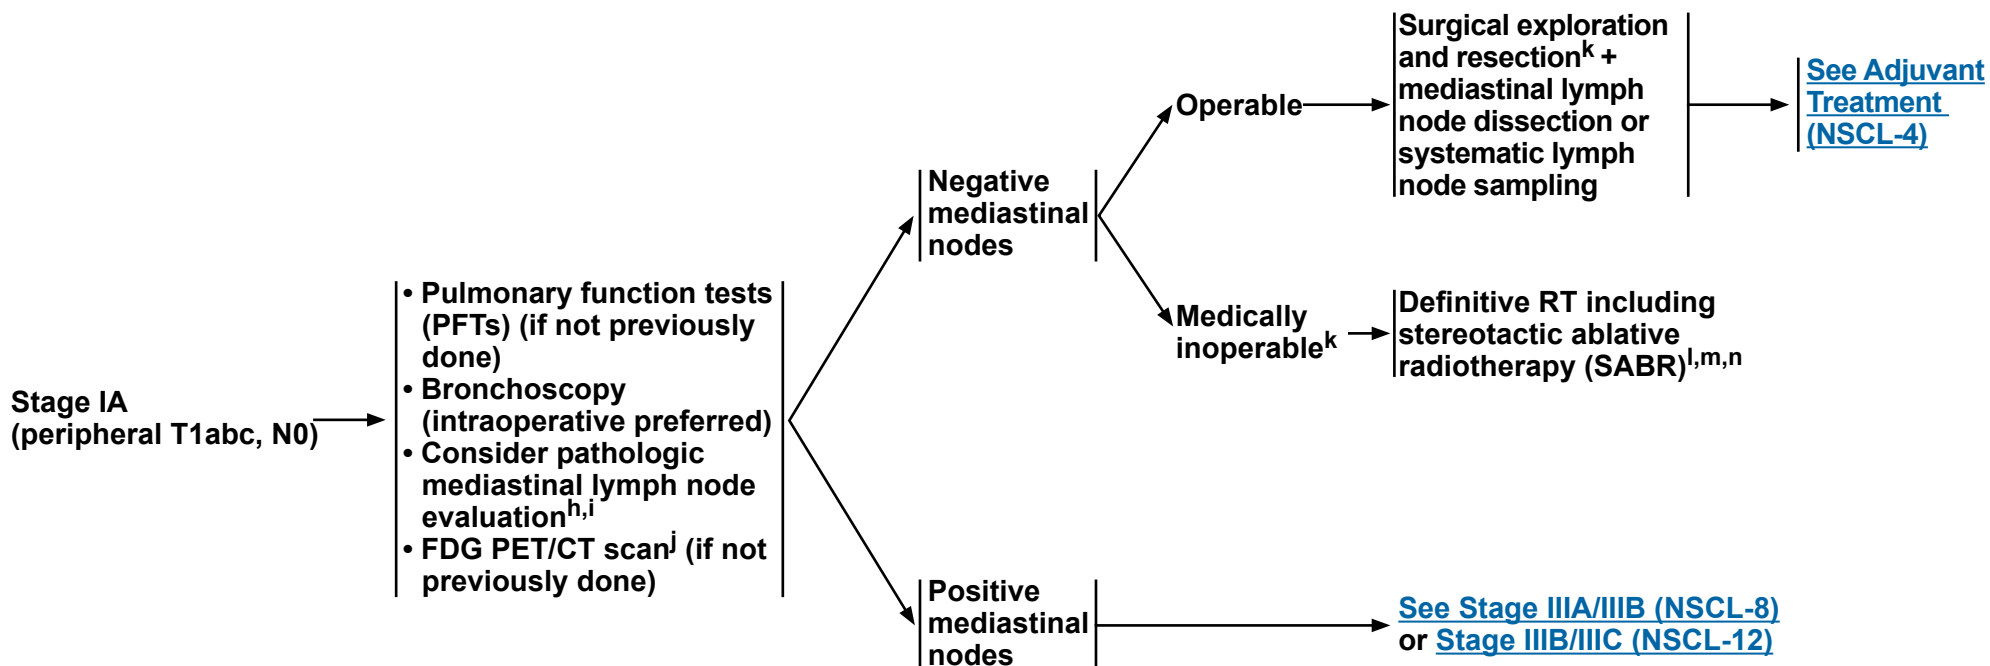 Stage IA
(peripheral T1abc, N0)
• Pulmonary function tests
(PFTs) (if not previously
done)
• Bronchoscopy
(intraoperative preferred)
• Consider pathologic
mediastinal lymph node
evaluationh,i
• FDG PET/CT scanj (if not
previously done)
Negative
mediastinal
nodes
Operable
Surgical exploration
and resectionk +
mediastinal lymph
node dissection or
systematic lymph
node sampling
See Adjuvant
Treatment
(NSCL-4)
Medically
inoperablek
Definitive RT including
stereotactic ablative
radiotherapy (SABR)l,m,n
Positive
mediastinal
nodes
See Stage IIIA/IIIB (NSCL-8)
or Stage IIIB/IIIC (NSCL-12)